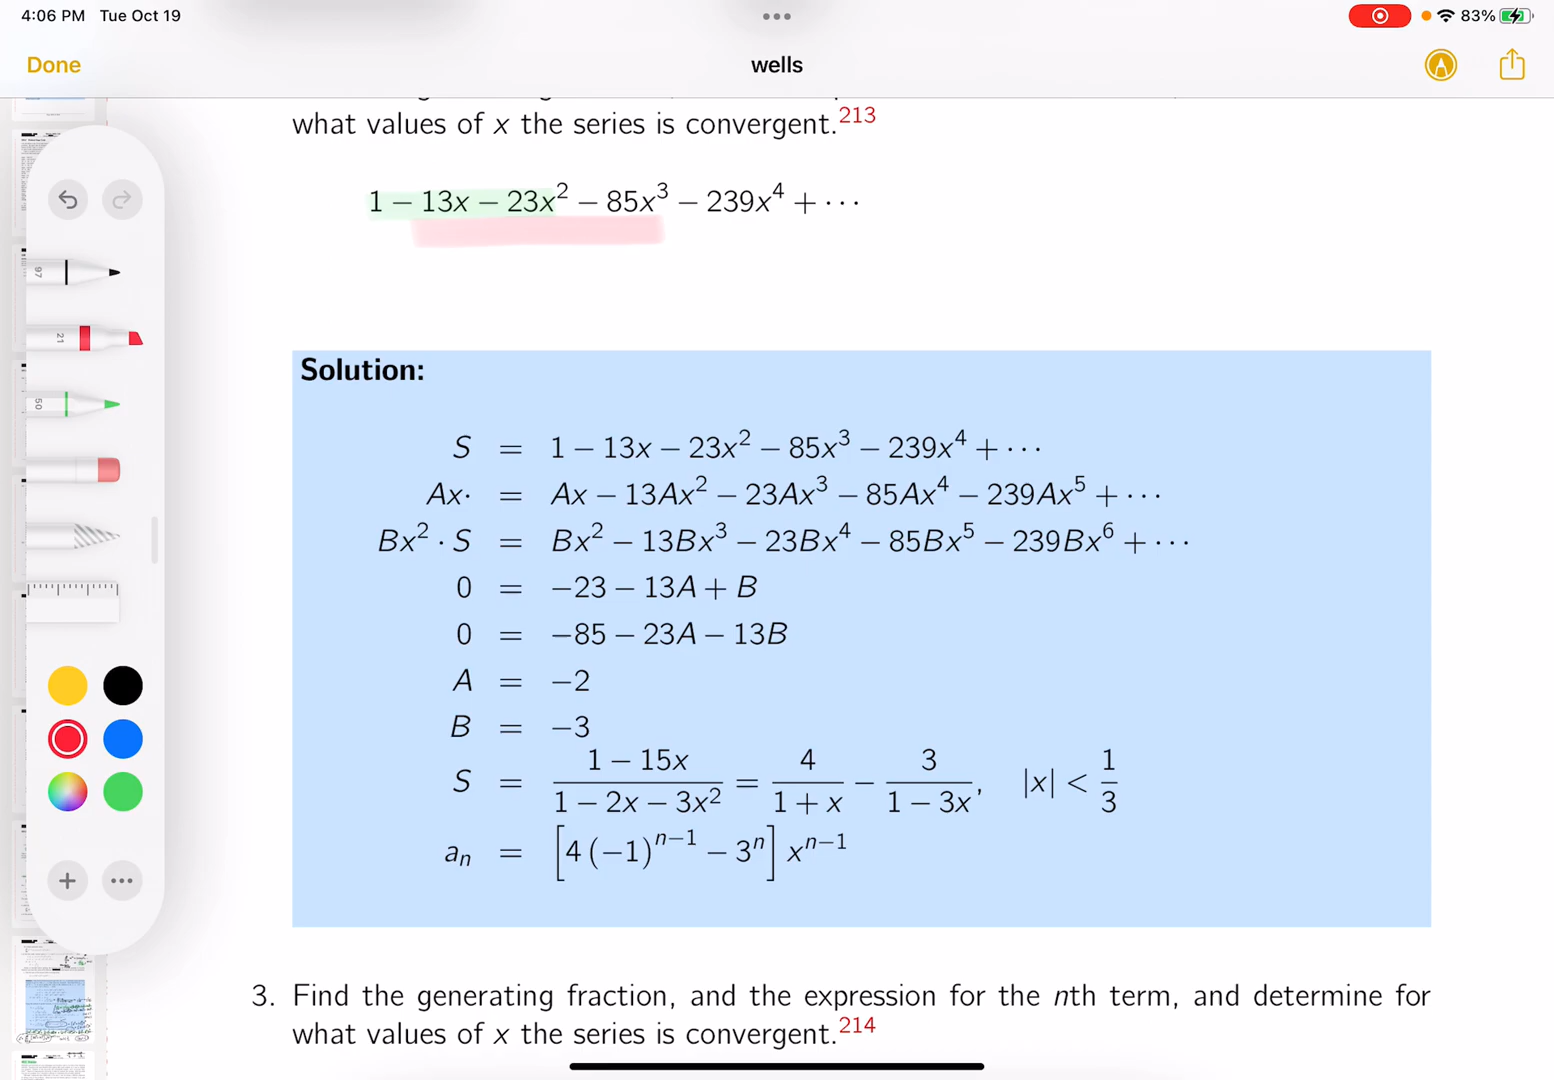 4:06 PM Tue Oct 19
83%
Done
wells
what values of x the series is convergent.213
1 − 13x − 23x² − 85x³ − 239x⁴ + ···
97
21
50
Solution:
S = 1 − 13x − 23x² − 85x³ − 239x⁴ + ···
Ax· = Ax − 13Ax² − 23Ax³ − 85Ax⁴ − 239Ax⁵ + ···
Bx² · S = Bx² − 13Bx³ − 23Bx⁴ − 85Bx⁵ − 239Bx⁶ + ···
0 = −23 − 13A + B
0 = −85 − 23A − 13B
A = −2
B = −3
S = (1 − 15x)/(1 − 2x − 3x²) = 4/(1 + x) − 3/(1 − 3x), |x| < 1/3
aₙ = [4 (−1)ⁿ⁻¹ − 3ⁿ] xⁿ⁻¹
3. Find the generating fraction, and the expression for the nth term, and determine for
what values of x the series is convergent.214